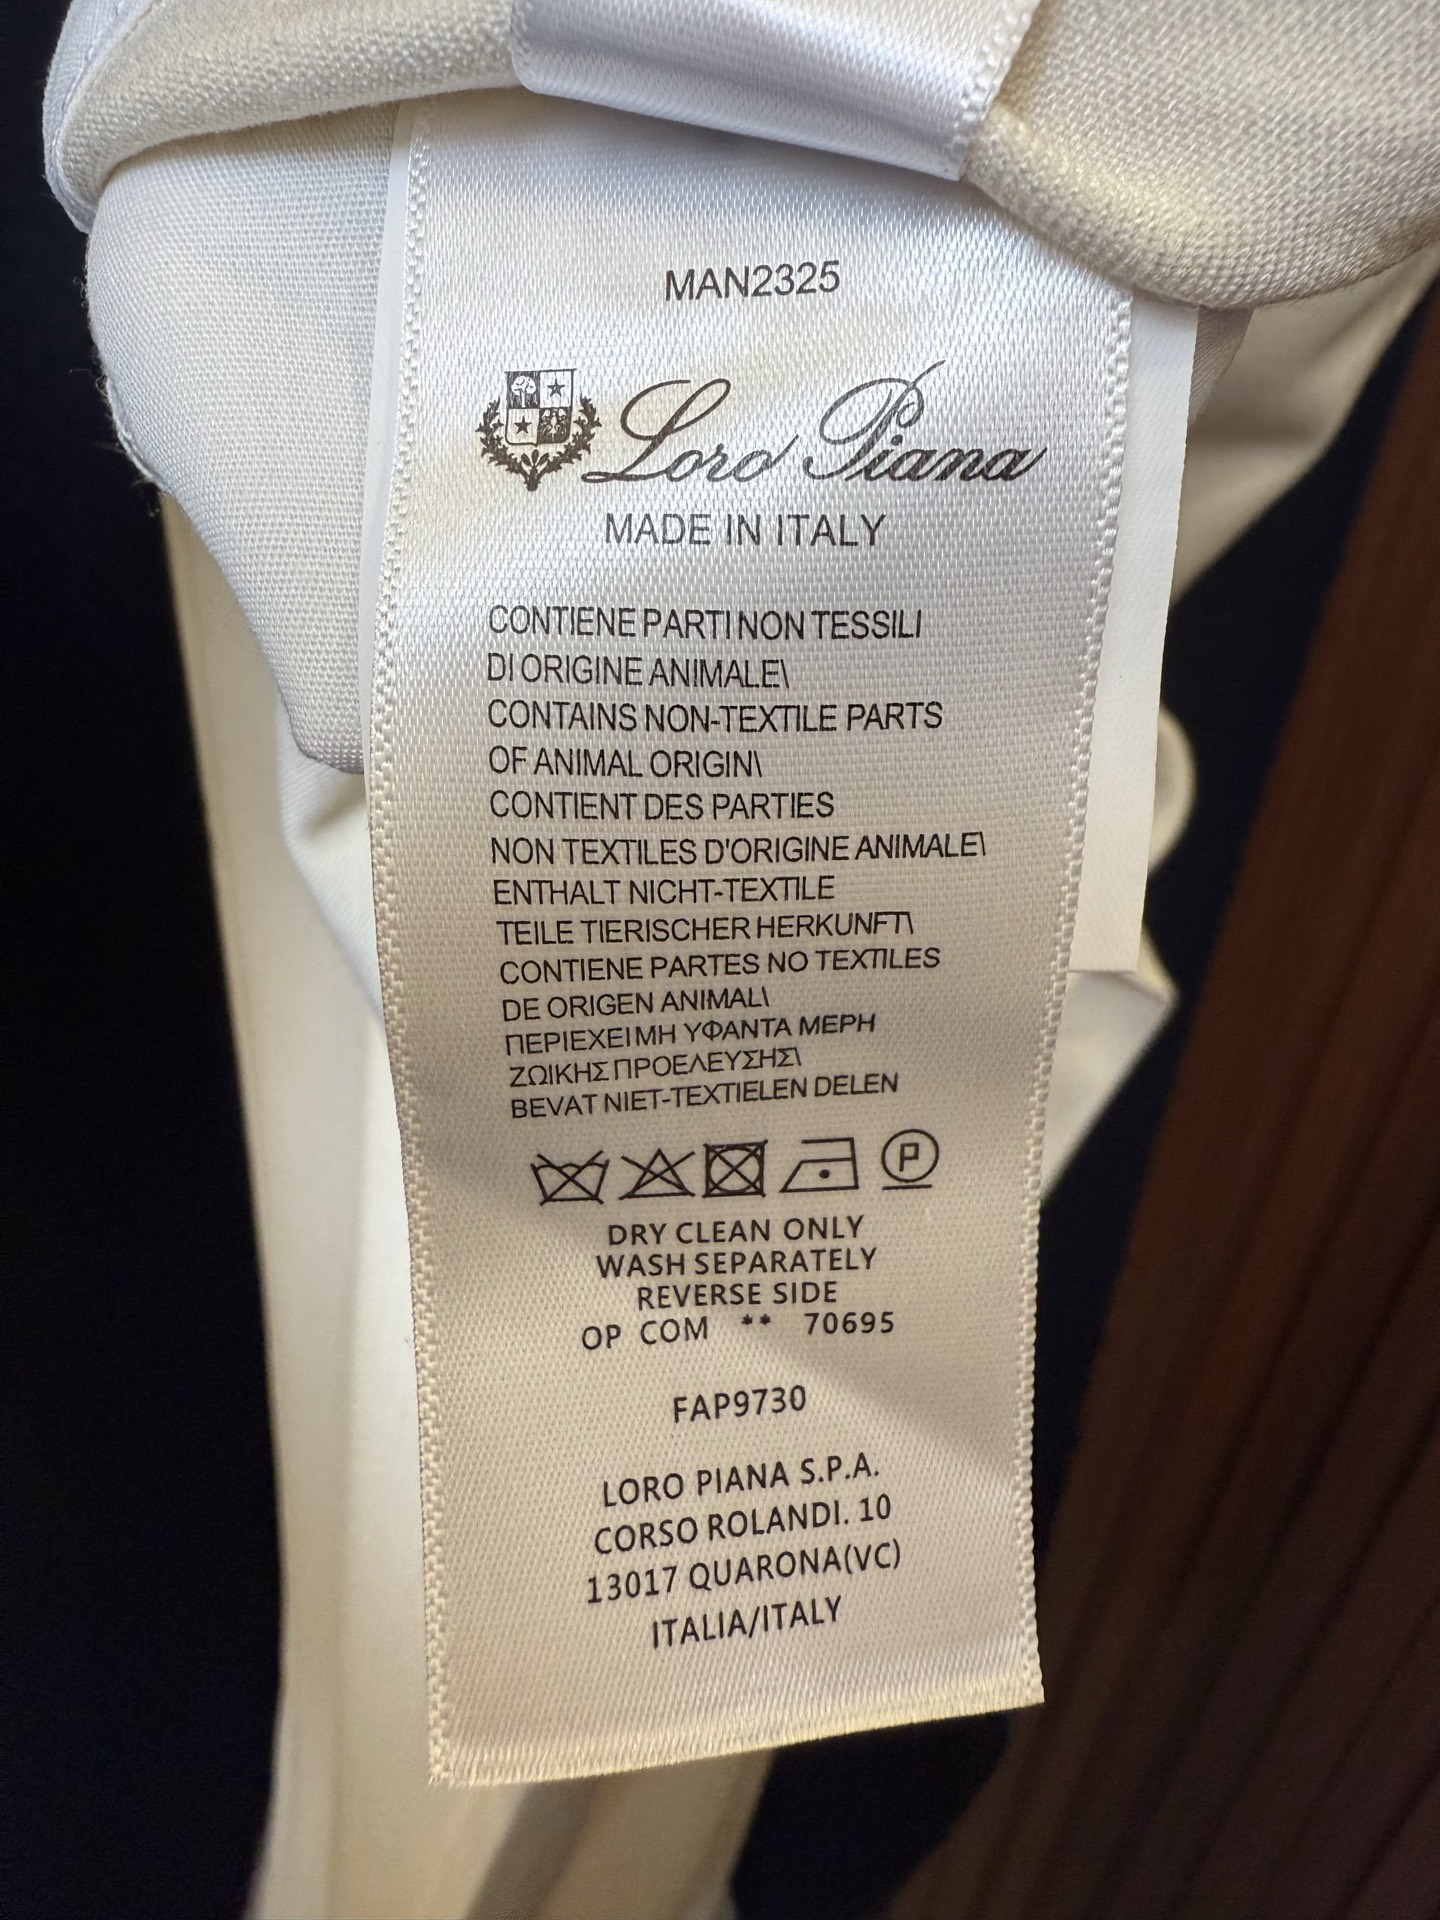 MAN2325
Loro Piana
MADE IN ITALY
CONTIENE PARTI NON TESSILI
DI ORIGINE ANIMALE\
CONTAINS NON-TEXTILE PARTS
OF ANIMAL ORIGIN\
CONTIENT DES PARTIES
NON TEXTILES D'ORIGINE ANIMALE\
ENTHALT NICHT-TEXTILE
TEILE TIERISCHER HERKUNFT\
CONTIENE PARTES NO TEXTILES
DE ORIGEN ANIMAL\
ΠΕΡΙΕΧΕΙ ΜΗ ΥΦΑΝΤΑ ΜΕΡΗ
ΖΩΙΚΗΣ ΠΡΟΕΛΕΥΣΗΣ\
BEVAT NIET-TEXTIELEN DELEN
P
DRY CLEAN ONLY
WASH SEPARATELY
REVERSE SIDE
OP COM ** 70695
FAP9730
LORO PIANA S.P.A.
CORSO ROLANDI. 10
13017 QUARONA(VC)
ITALIA/ITALY